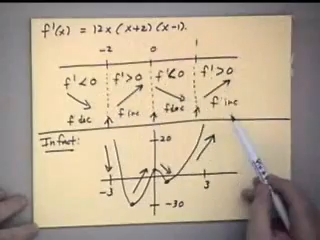 f'(x) = 12x(x+2)(x-1).
-2 0 1
f'<0 f'>0 f'<0 f'>0
f dec f inc f dec f inc
In fact:
20
-3 3
-30